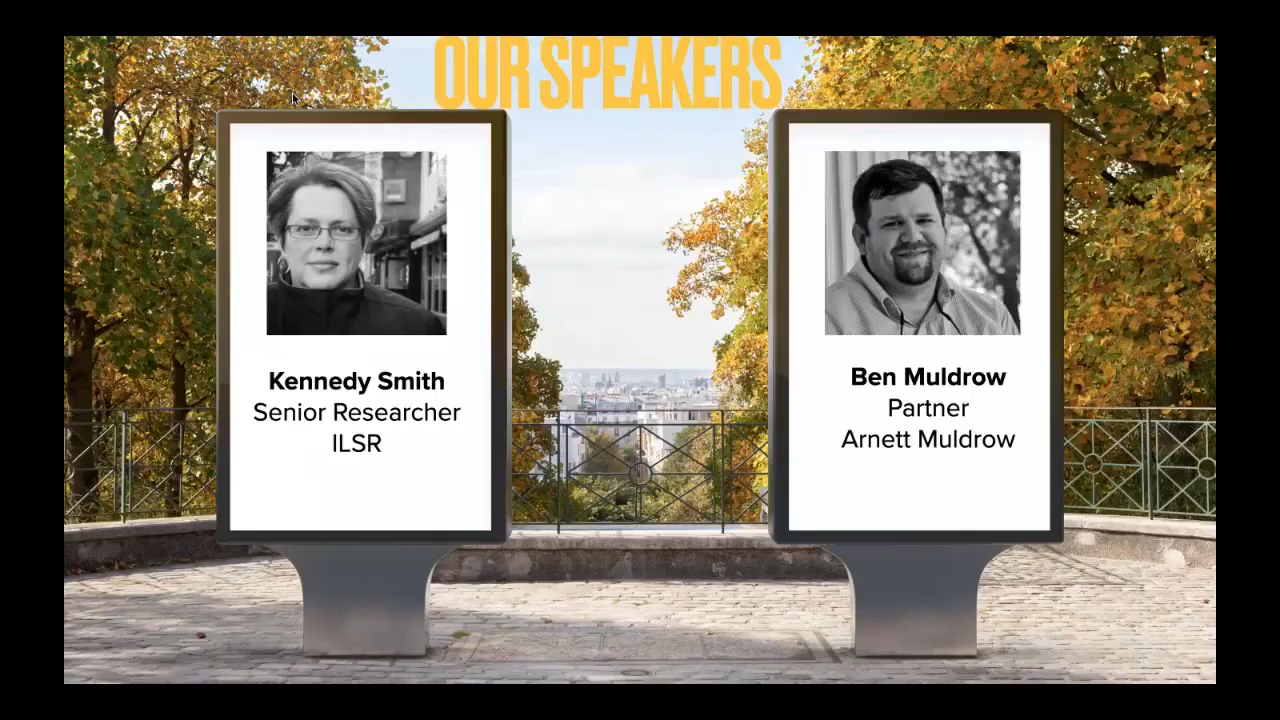 OUR SPEAKERS
Kennedy Smith
Senior Researcher
ILSR
Ben Muldrow
Partner
Arnett Muldrow